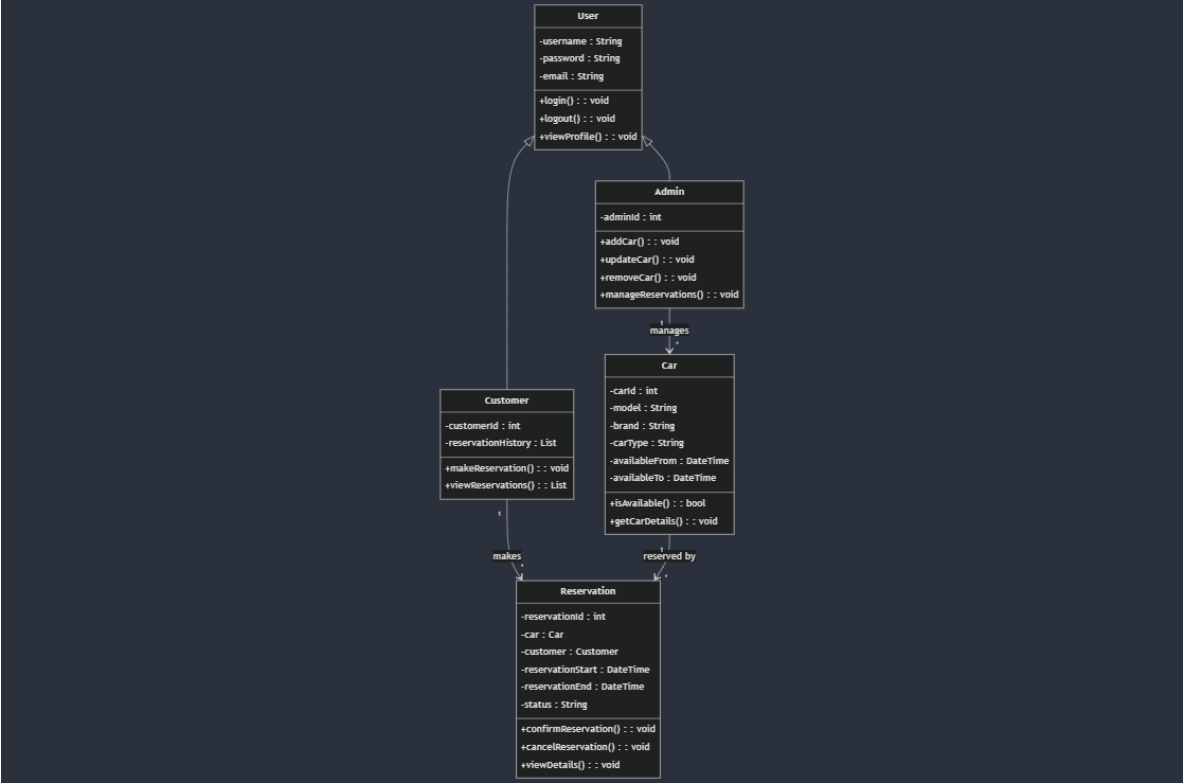 User
-username : String
-password : String
-email : String
+login() : : void
+logout() : : void
+viewProfile() : : void
Admin
-adminId : int
+addCar() : : void
+updateCar() : : void
+removeCar() : : void
+manageReservations() : : void
1
manages
*
Car
-carId : int
-model : String
-brand : String
-carType : String
-availableFrom : DateTime
-availableTo : DateTime
+isAvailable() : : bool
+getCarDetails() : : void
Customer
-customerId : int
-reservationHistory : List
+makeReservation() : : void
+viewReservations() : : List
1
makes
*
1
reserved by
*
Reservation
-reservationId : int
-car : Car
-customer : Customer
-reservationStart : DateTime
-reservationEnd : DateTime
-status : String
+confirmReservation() : : void
+cancelReservation() : : void
+viewDetails() : : void